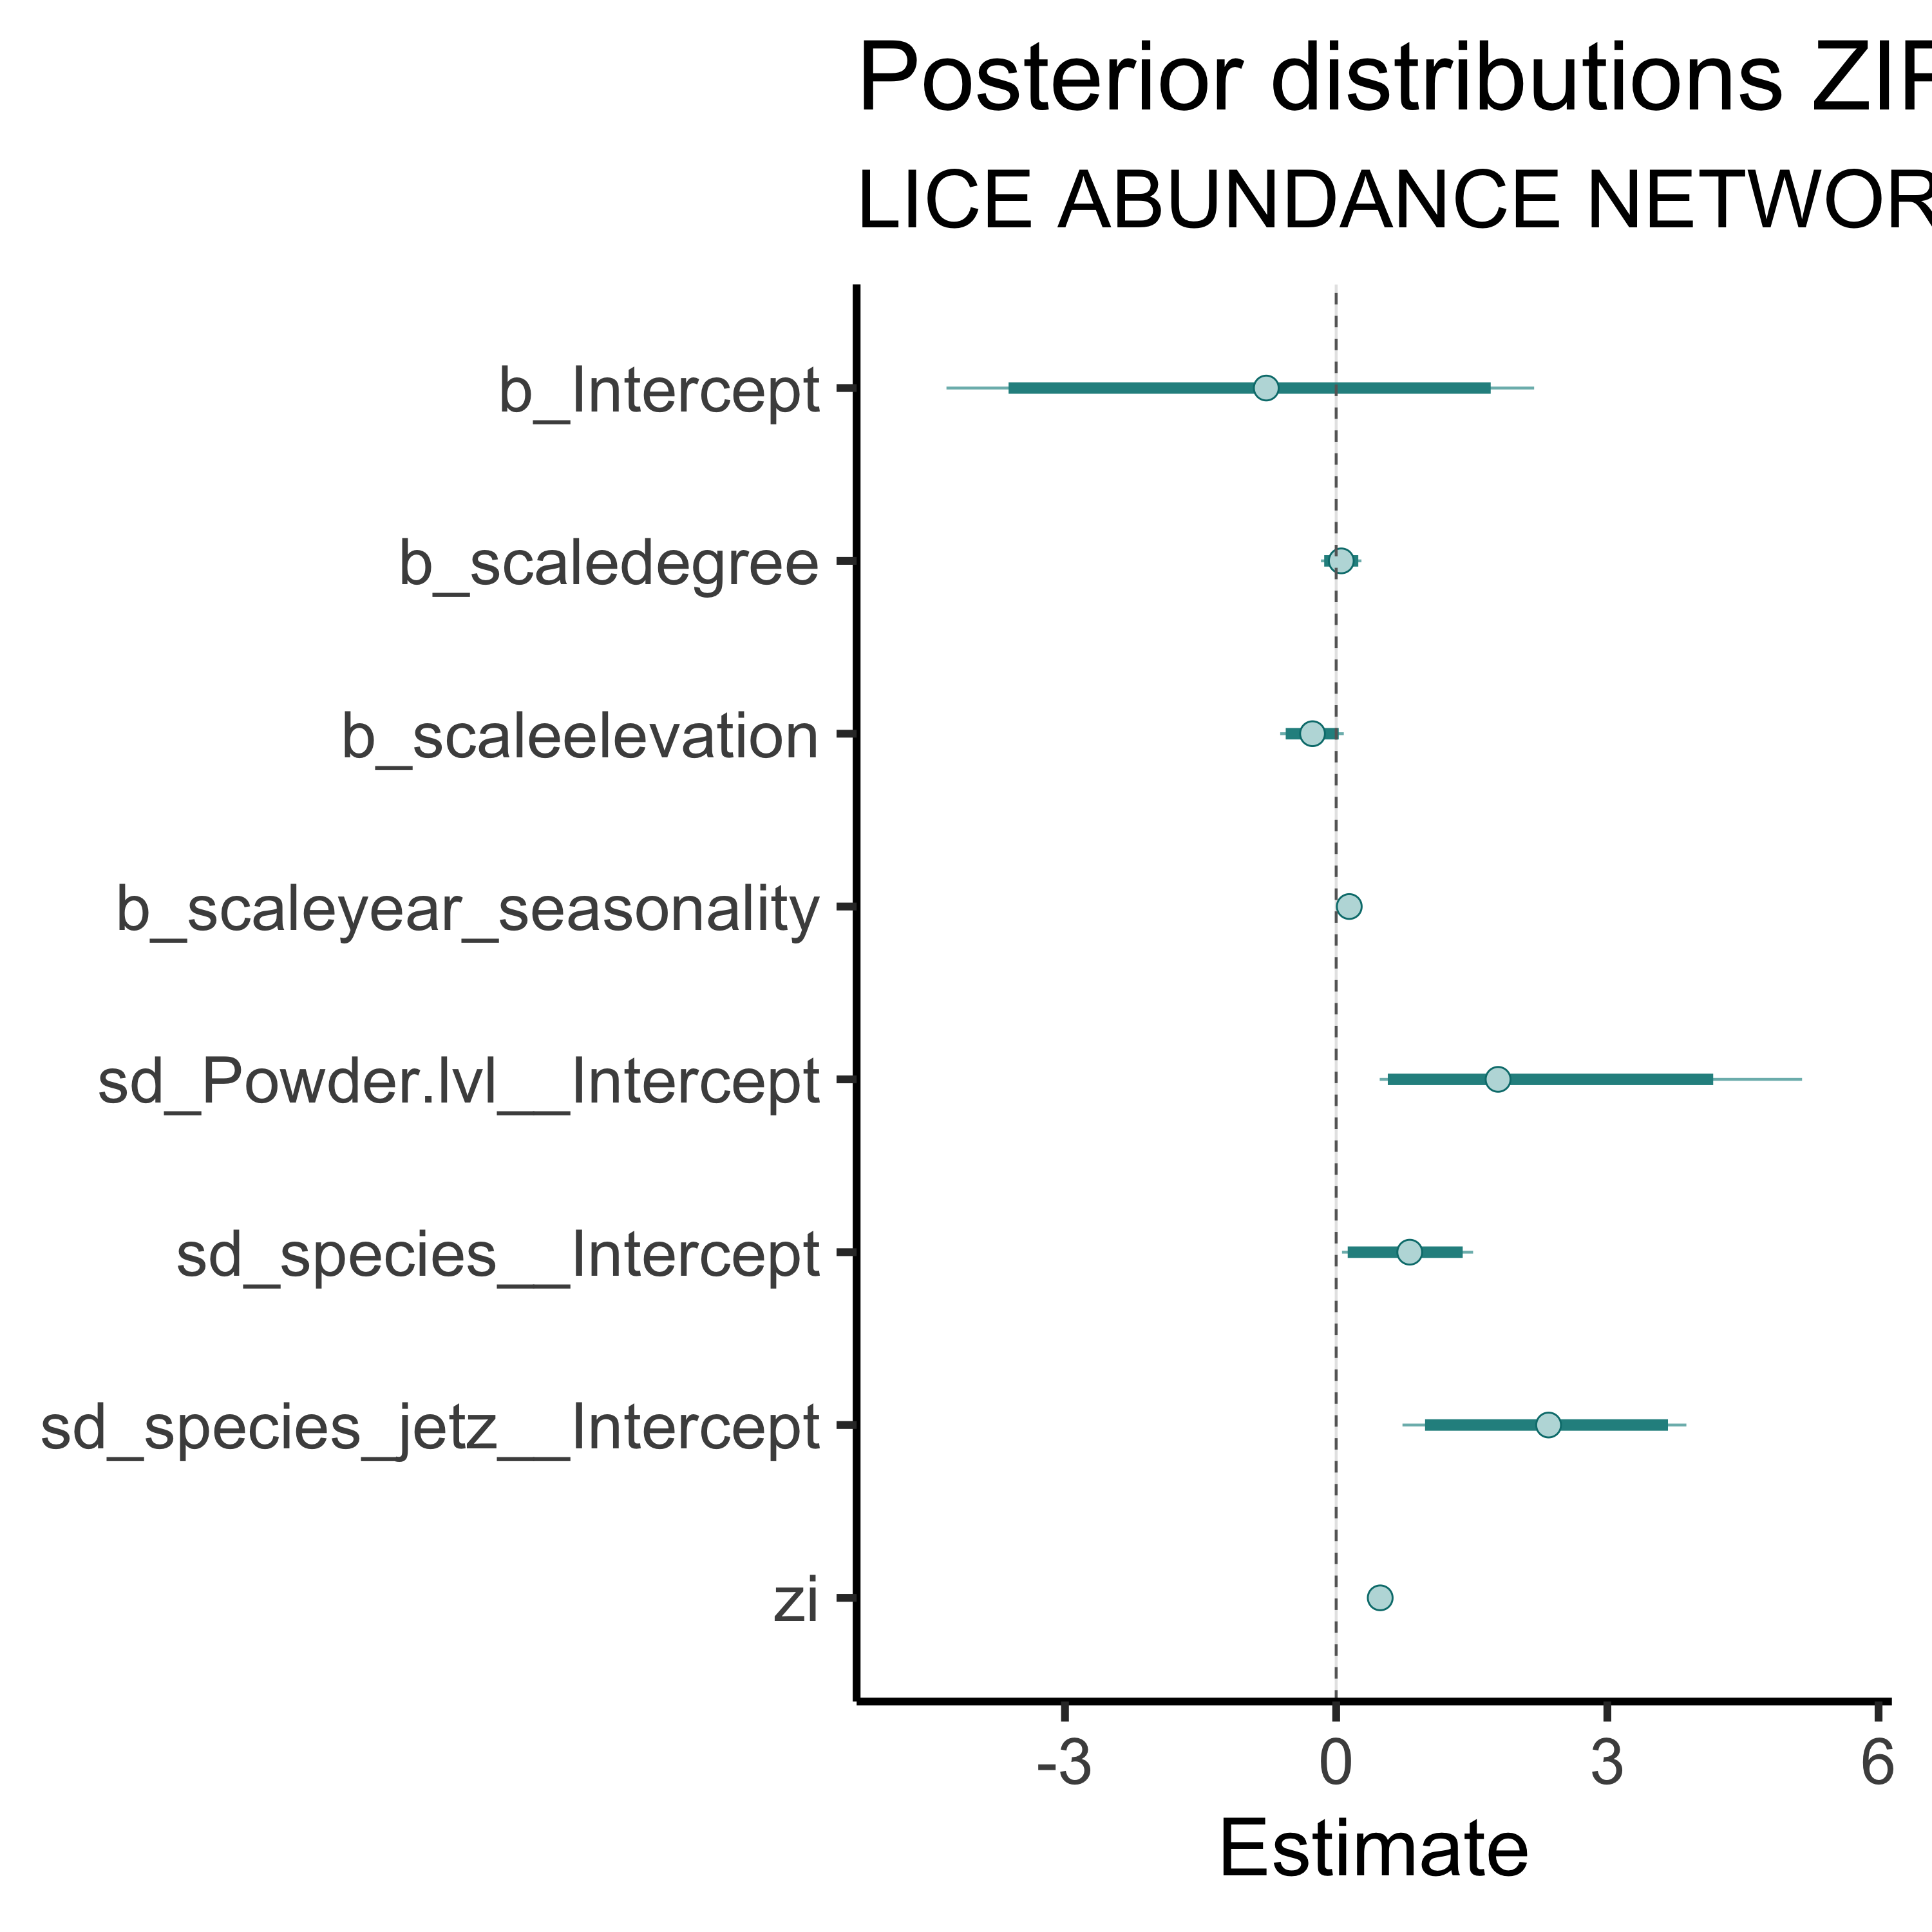 Posterior distributions ZIP
LICE ABUNDANCE NETWOR
b_Intercept
b_scaledegree
b_scaleelevation
b_scaleyear_seasonality
sd_Powder.lvl__Intercept
sd_species__Intercept
sd_species_jetz__Intercept
zi
-3 0 3 6
Estimate